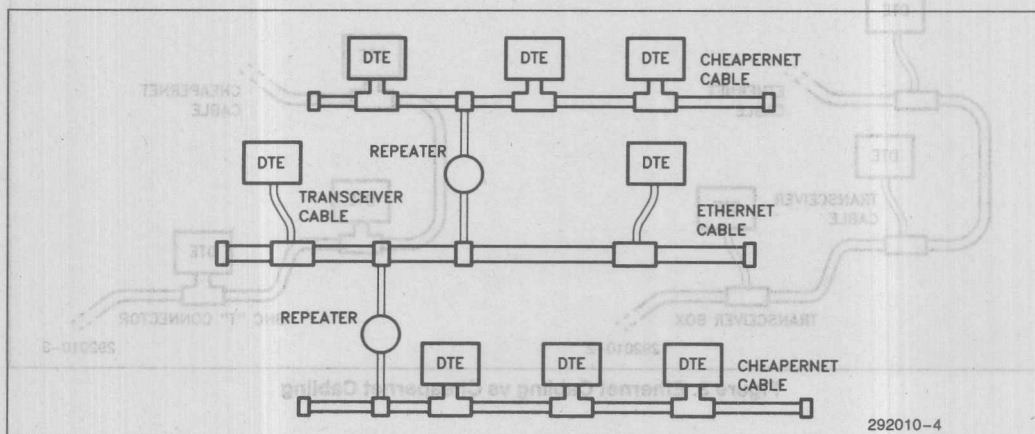 DTE
DTE
DTE
CHEAPERNET
CABLE
REPEATER
DTE
TRANSCEIVER
CABLE
DTE
ETHERNET
CABLE
REPEATER
DTE
DTE
DTE
CHEAPERNET
CABLE
292010-4